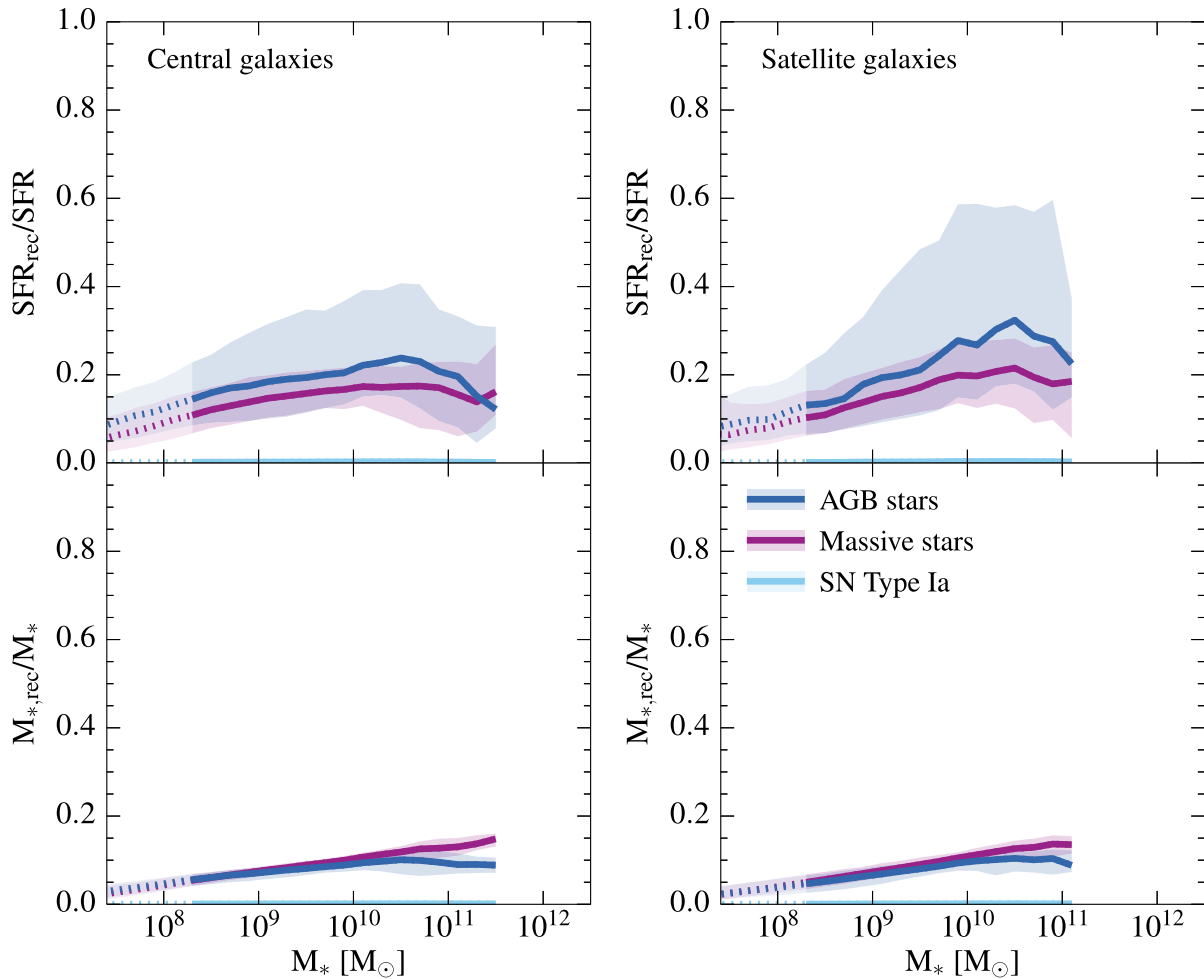 Central galaxies
SFR_rec/SFR
1.0
0.8
0.6
0.4
0.2
0.0
Satellite galaxies
SFR_rec/SFR
1.0
0.8
0.6
0.4
0.2
0.0
M_*,rec/M_*
0.8
0.6
0.4
0.2
0.0
10^8 10^9 10^10 10^11 10^12
M_* [M_⊙]
AGB stars
Massive stars
SN Type Ia
M_*,rec/M_*
0.8
0.6
0.4
0.2
0.0
10^8 10^9 10^10 10^11 10^12
M_* [M_⊙]